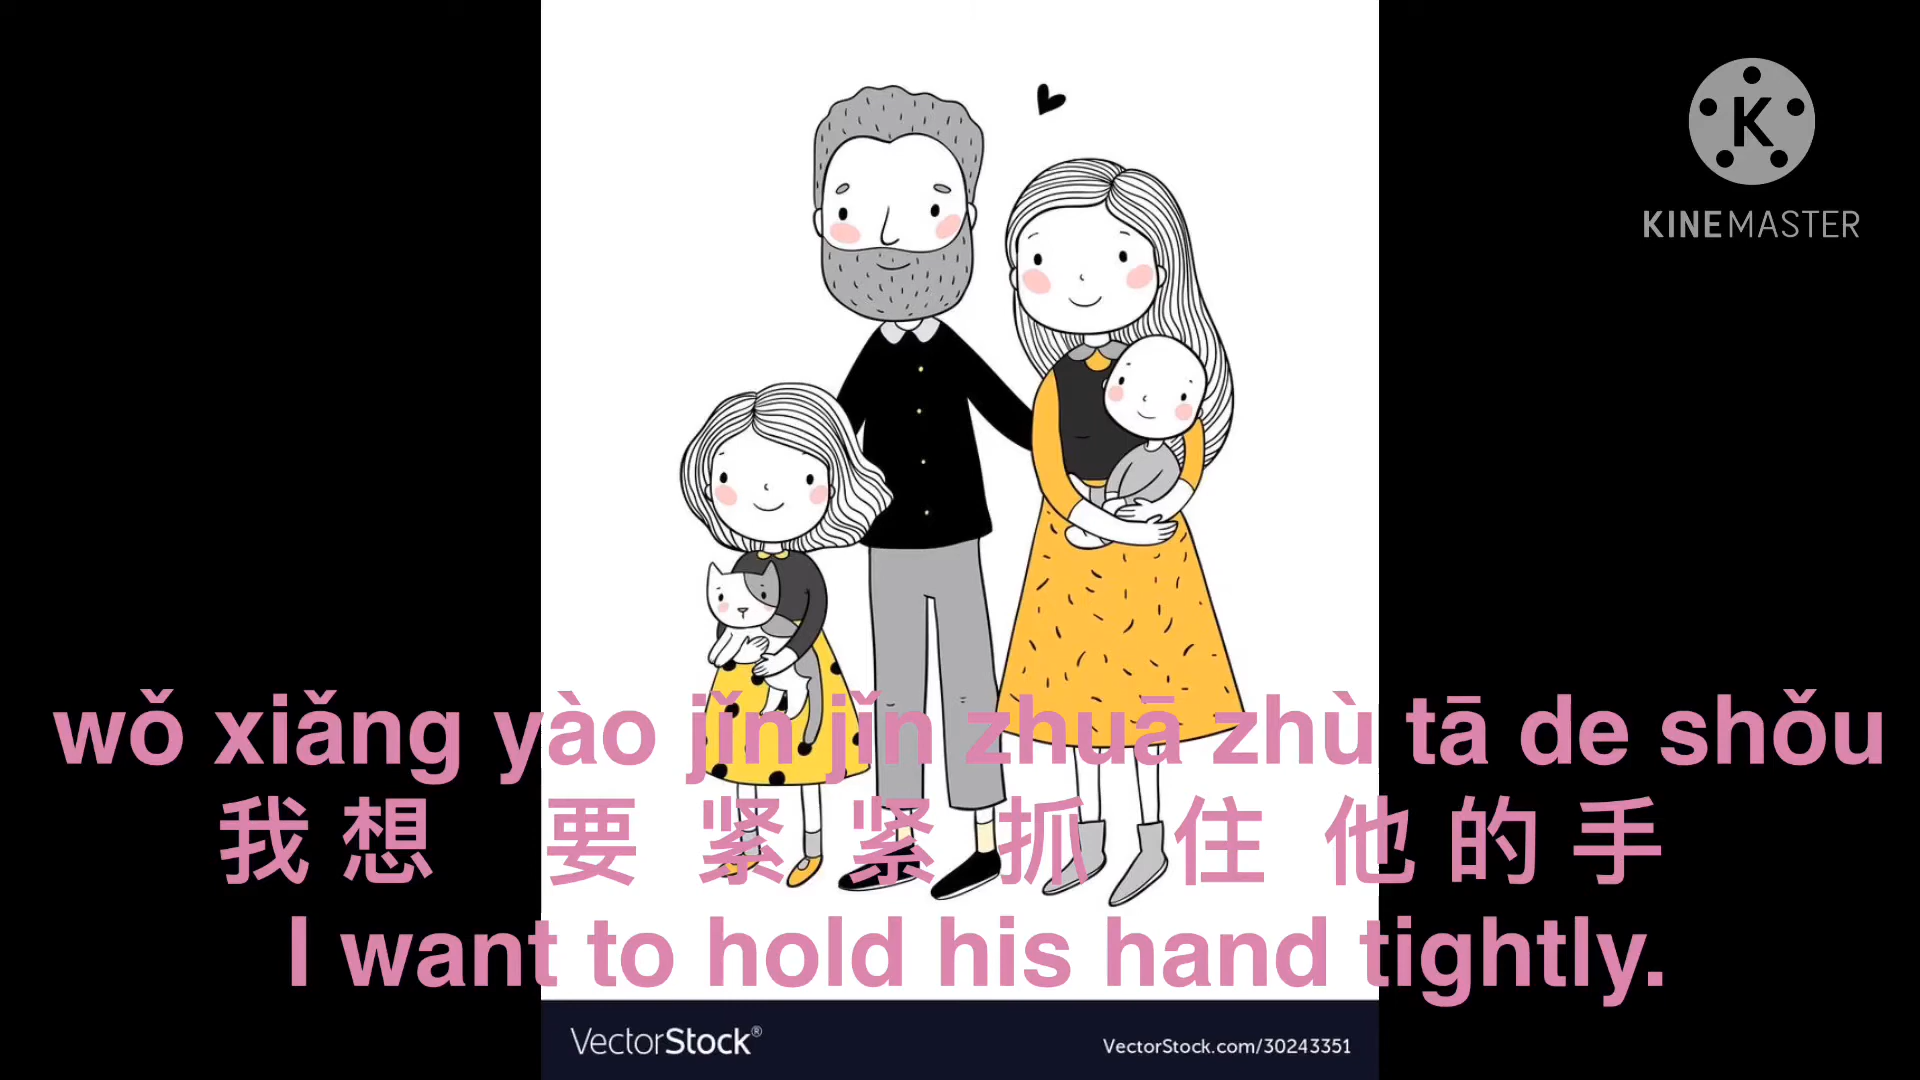 K
KINEMASTER
wǒ xiǎng yào jǐn jǐn zhuā zhù tā de shǒu
我 想 要 紧 紧 抓 住 他 的 手
I want to hold his hand tightly.
VectorStock®
VectorStock.com/30243351